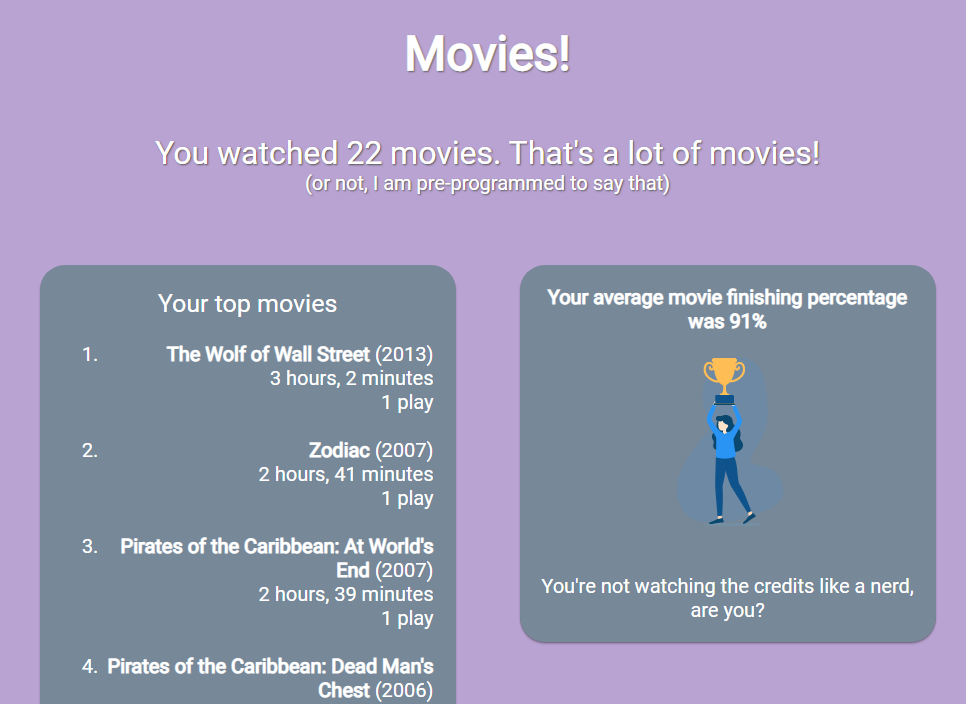 Movies!
You watched 22 movies. That's a lot of movies!
(or not, I am pre-programmed to say that)
Your top movies
1. The Wolf of Wall Street (2013)
3 hours, 2 minutes
1 play
2. Zodiac (2007)
2 hours, 41 minutes
1 play
3. Pirates of the Caribbean: At World's
End (2007)
2 hours, 39 minutes
1 play
4. Pirates of the Caribbean: Dead Man's
Chest (2006)
Your average movie finishing percentage
was 91%
You're not watching the credits like a nerd,
are you?